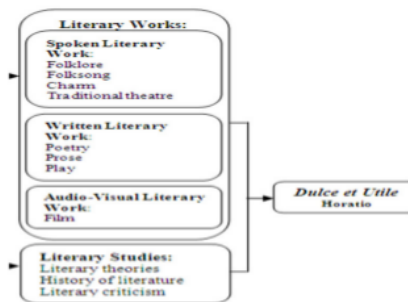 Literary Works:
Spoken Literary
Work:
Folklore
Folksong
Charm
Traditional theatre
Written Literary
Work:
Poetry
Prose
Play
Audio-Visual Literary
Work:
Film
Literary Studies:
Literary theories
History of literature
Literary criticism
Dulce et Utile
Horatio